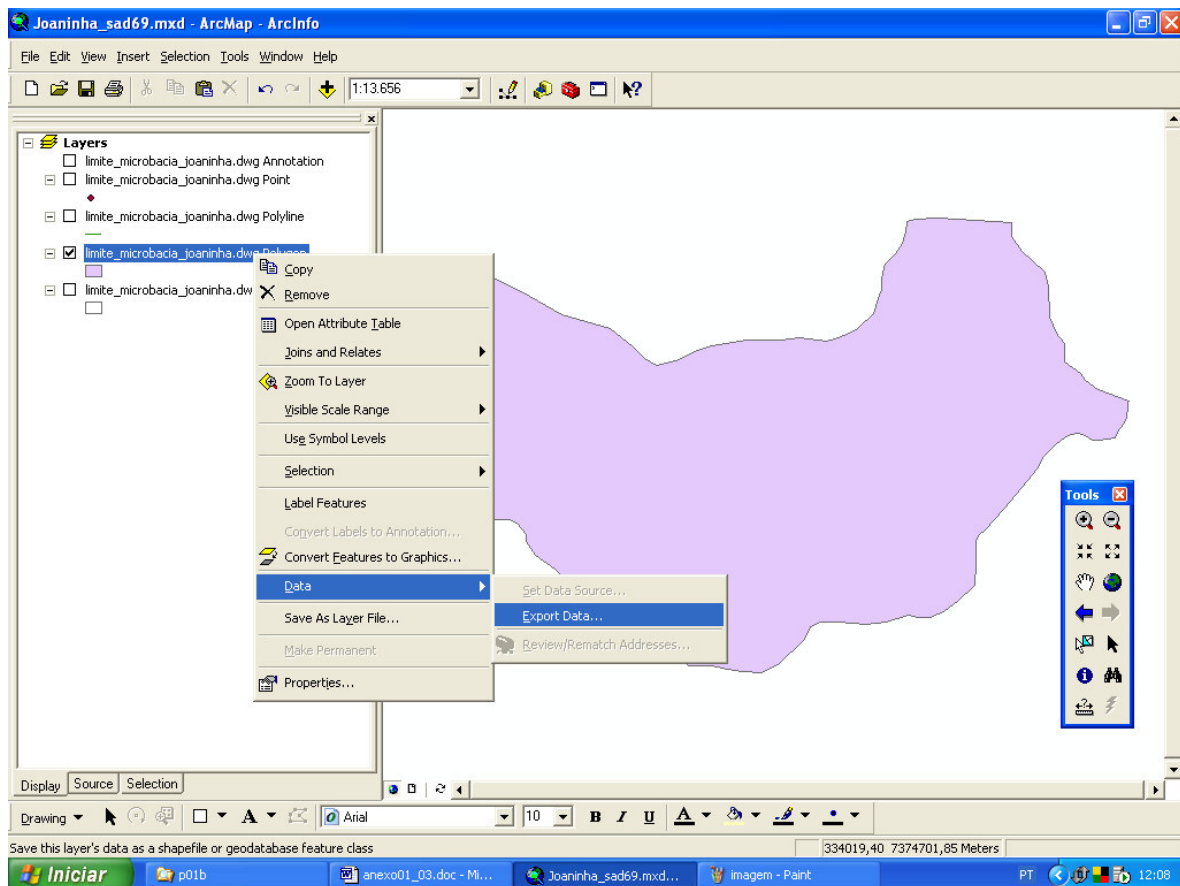 Joaninha_sad69.mxd - ArcMap - ArcInfo
File Edit View Insert Selection Tools Window Help
1:13.656
Layers
limite_microbacia_joaninha.dwg Annotation
limite_microbacia_joaninha.dwg Point
limite_microbacia_joaninha.dwg Polyline
limite_microbacia_joaninha.dwg Polygon
limite_microbacia_joaninha.dw
Copy
Remove
Open Attribute Table
Joins and Relates
Zoom To Layer
Visible Scale Range
Use Symbol Levels
Selection
Label Features
Convert Labels to Annotation...
Convert Features to Graphics...
Data
Set Data Source...
Export Data...
Review/Rematch Addresses...
Save As Layer File...
Make Permanent
Properties...
Tools
Display Source Selection
Drawing A Arial 10 B I U A
Save this layer's data as a shapefile or geodatabase feature class 334019,40 7374701,85 Meters
Iniciar p01b anexo01_03.doc - Mi... Joaninha_sad69.mxd... imagem - Paint PT 12:08